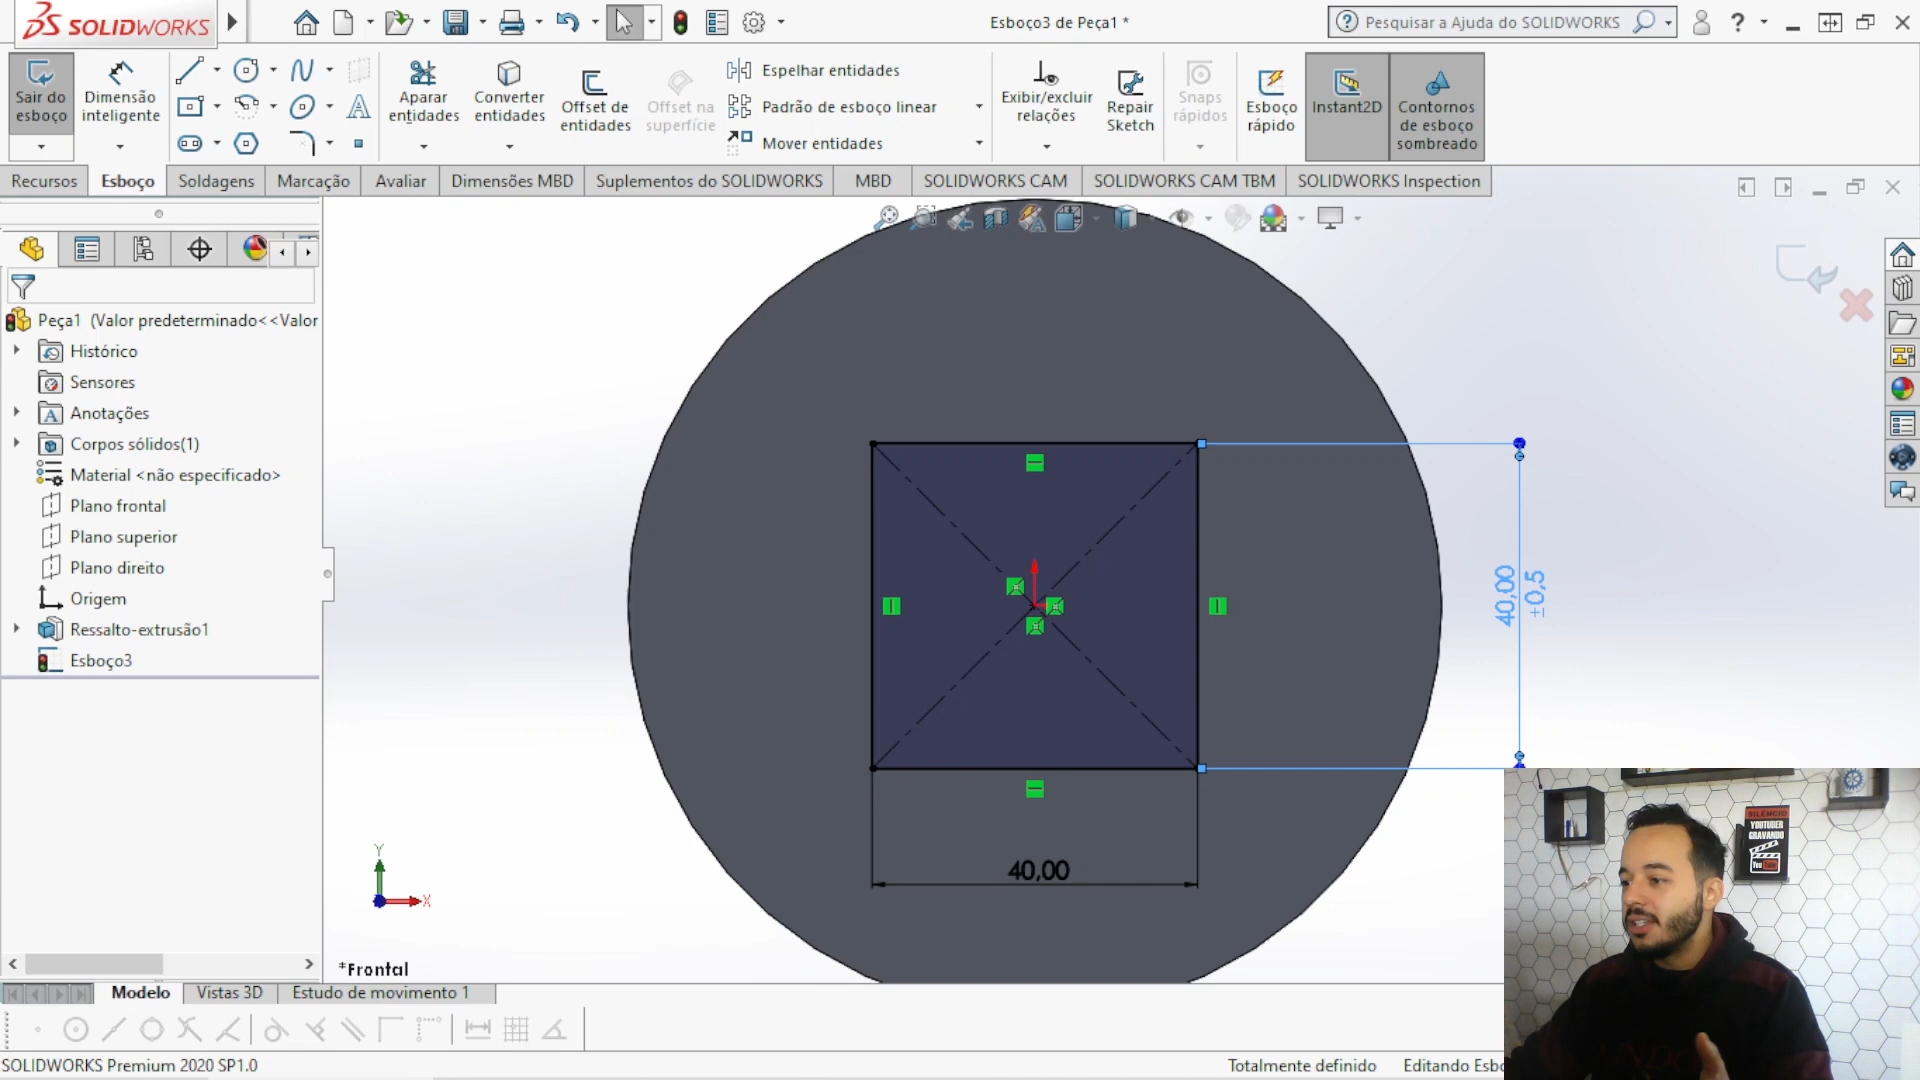 SOLIDWORKS
Esboço3 de Peça1 *
Pesquisar a Ajuda do SOLIDWORKS
Sair do
esboço
Dimensão
inteligente
Aparar
entidades
Converter
entidades
Offset de
entidades
Offset na
superfície
Espelhar entidades
Padrão de esboço linear
Mover entidades
Exibir/excluir
relações
Repair
Sketch
Snaps
rápidos
Esboço
rápido
Instant2D
Contornos
de esboço
sombreado
Recursos
Esboço
Soldagens
Marcação
Avaliar
Dimensões MBD
Suplementos do SOLIDWORKS
MBD
SOLIDWORKS CAM
SOLIDWORKS CAM TBM
SOLIDWORKS Inspection
Peça1 (Valor predeterminado<<Valor
Histórico
Sensores
Anotações
Corpos sólidos(1)
Material <não especificado>
Plano frontal
Plano superior
Plano direito
Origem
Ressalto-extrusão1
Esboço3
40,00
±0,5
40,00
Y
X
*Frontal
SILÊNCIO
YOUTUBER
GRAVANDO
You Tube
Modelo
Vistas 3D
Estudo de movimento 1
SOLIDWORKS Premium 2020 SP1.0
Totalmente definido
Editando Esbo